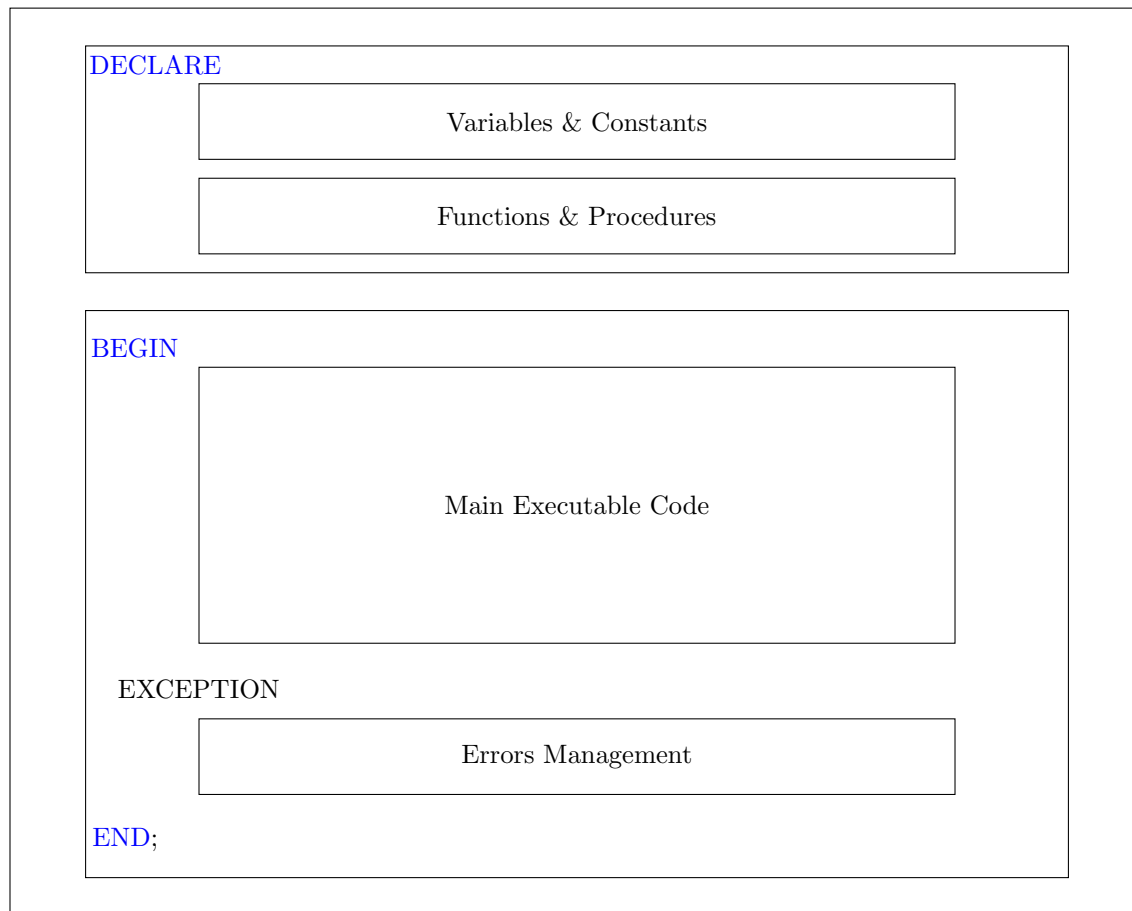 DECLARE
Variables & Constants
Functions & Procedures
BEGIN
Main Executable Code
EXCEPTION
Errors Management
END;